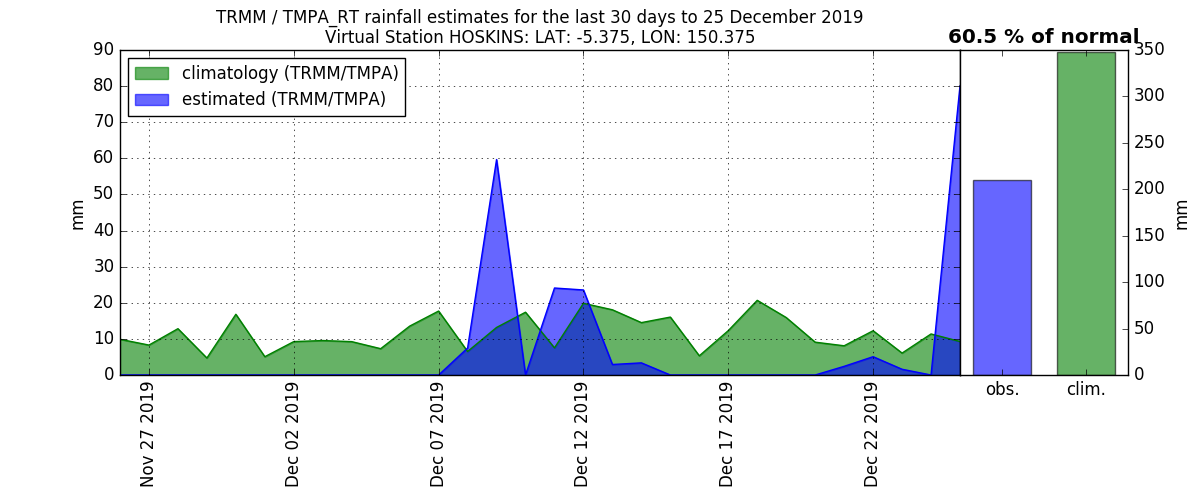 TRMM / TMPA_RT rainfall estimates for the last 30 days to 25 December 2019
Virtual Station HOSKINS: LAT: -5.375, LON: 150.375
60.5 % of normal
climatology (TRMM/TMPA)
estimated (TRMM/TMPA)
90
80
70
60
50
40
30
20
10
0
mm
Nov 27 2019
Dec 02 2019
Dec 07 2019
Dec 12 2019
Dec 17 2019
Dec 22 2019
obs.
clim.
350
300
250
200
150
100
50
0
mm